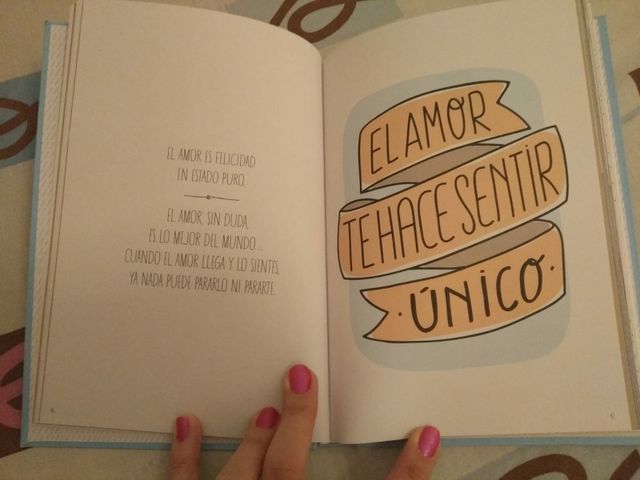 EL AMOR ES FELICIDAD
EN ESTADO PURO.
EL AMOR, SIN DUDA,
ES LO MEJOR DEL MUNDO...
CUANDO EL AMOR LLEGA Y LO SIENTES,
YA NADA PUEDE PARARLO NI PARARTE.
EL AMOR
TE HACE SENTIR
· ÚNICO ·